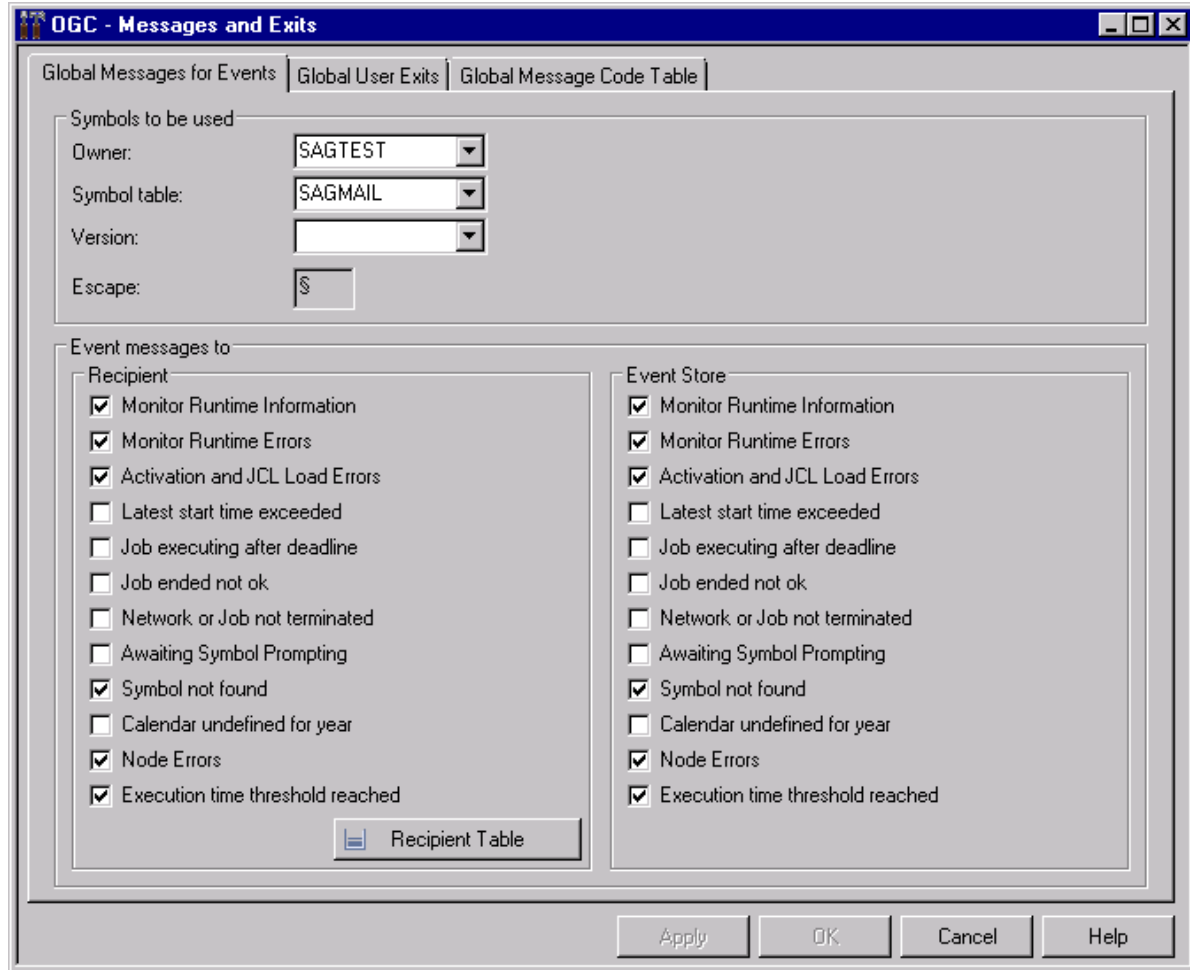 OGC - Messages and Exits
Global Messages for Events Global User Exits Global Message Code Table
Symbols to be used
Owner: SAGTEST
Symbol table: SAGMAIL
Version:
Escape: §
Event messages to
Recipient
Monitor Runtime Information
Monitor Runtime Errors
Activation and JCL Load Errors
Latest start time exceeded
Job executing after deadline
Job ended not ok
Network or Job not terminated
Awaiting Symbol Prompting
Symbol not found
Calendar undefined for year
Node Errors
Execution time threshold reached
Recipient Table
Event Store
Monitor Runtime Information
Monitor Runtime Errors
Activation and JCL Load Errors
Latest start time exceeded
Job executing after deadline
Job ended not ok
Network or Job not terminated
Awaiting Symbol Prompting
Symbol not found
Calendar undefined for year
Node Errors
Execution time threshold reached
Apply OK Cancel Help